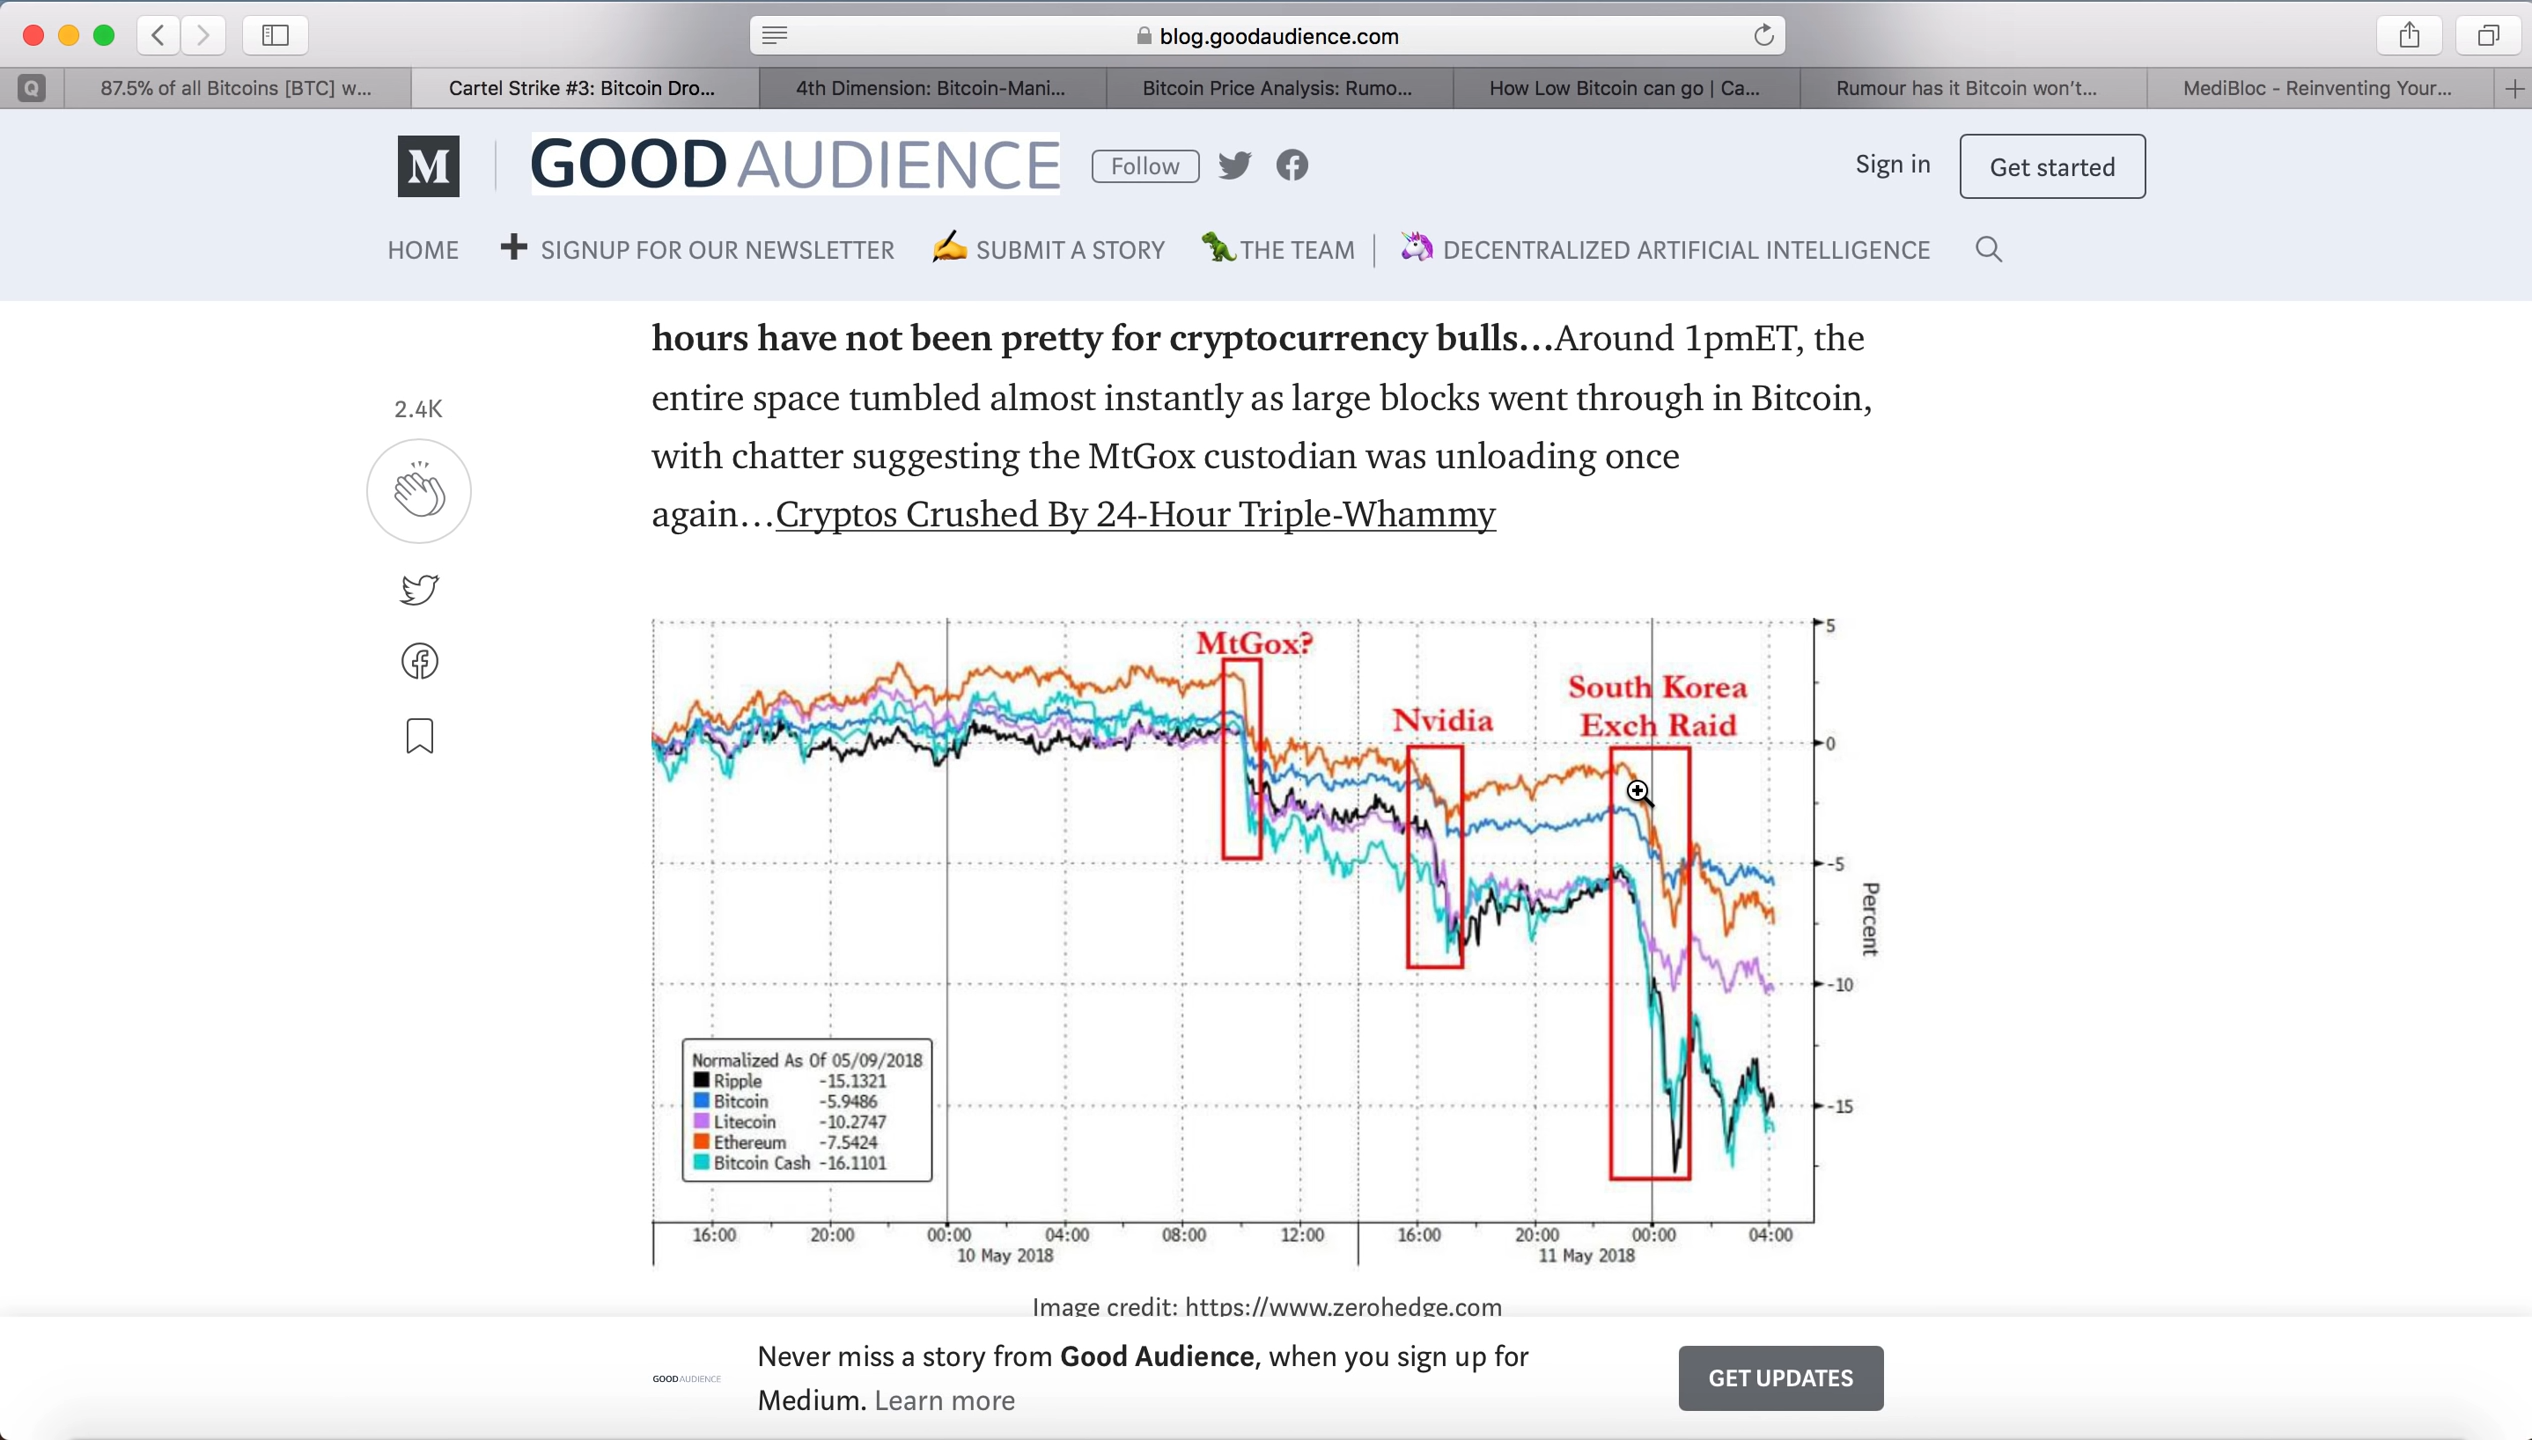 blog.goodaudience.com
Q
87.5% of all Bitcoins [BTC] w...
Cartel Strike #3: Bitcoin Dro...
4th Dimension: Bitcoin-Mani...
Bitcoin Price Analysis: Rumo...
How Low Bitcoin can go | Ca...
Rumour has it Bitcoin won't...
MediBloc - Reinventing Your...
M
GOODAUDIENCE
Follow
Sign in
Get started
HOME
SIGNUP FOR OUR NEWSLETTER
SUBMIT A STORY
THE TEAM
DECENTRALIZED ARTIFICIAL INTELLIGENCE
hours have not been pretty for cryptocurrency bulls…Around 1pmET, the
entire space tumbled almost instantly as large blocks went through in Bitcoin,
with chatter suggesting the MtGox custodian was unloading once
again…Cryptos Crushed By 24-Hour Triple-Whammy
2.4K
MtGox?
Nvidia
South Korea
Exch Raid
5
0
-5
-10
-15
Percent
Normalized As Of 05/09/2018
Ripple -15.1321
Bitcoin -5.9486
Litecoin -10.2747
Ethereum -7.5424
Bitcoin Cash -16.1101
16:00 20:00 00:00 04:00 08:00 12:00 16:00 20:00 00:00 04:00
10 May 2018 11 May 2018
Image credit: https://www.zerohedge.com
GOODAUDIENCE
Never miss a story from Good Audience, when you sign up for
Medium. Learn more
GET UPDATES